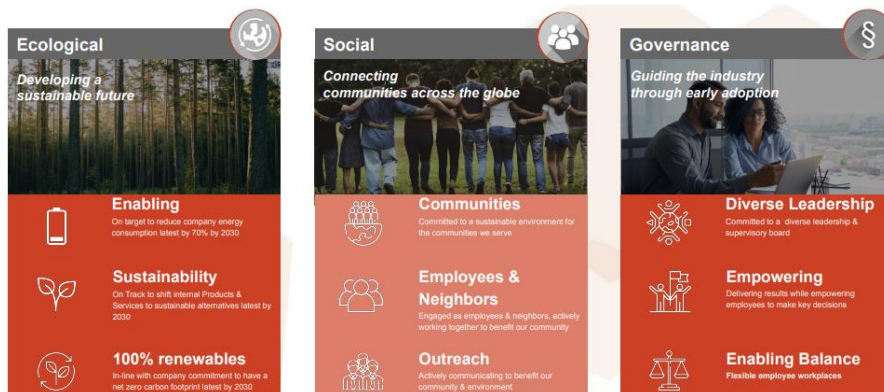 Ecological
Developing a
sustainable future
Enabling
On target to reduce company energy
consumption latest by 70% by 2030
Sustainability
On Track to shift internal Products &
Services to sustainable alternatives latest by
2030
100% renewables
In-line with company commitment to have a
net zero carbon footprint latest by 2030
Social
Connecting
communities across the globe
Communities
Committed to a sustainable environment for
the communities we serve
Employees &
Neighbors
Engaged as employees & neighbors, actively
working together to benefit our community
Outreach
Actively communicating to benefit our
community & environment
§
Governance
Guiding the industry
through early adoption
Diverse Leadership
Committed to a diverse leadership &
supervisory board
Empowering
Delivering results while empowering
employees to make key decisions
Enabling Balance
Flexible employee workplaces